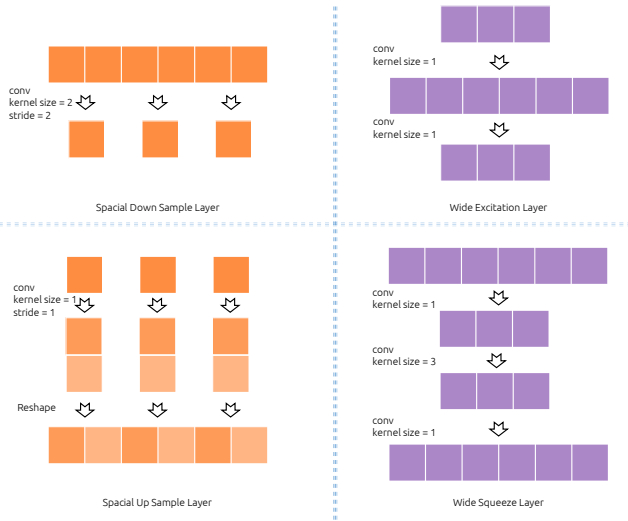 conv
kernel size = 2
stride = 2
Spacial Down Sample Layer
conv
kernel size = 1
conv
kernel size = 1
Wide Excitation Layer
conv
kernel size = 1
stride = 1
Reshape
Spacial Up Sample Layer
conv
kernel size = 1
conv
kernel size = 3
conv
kernel size = 1
Wide Squeeze Layer